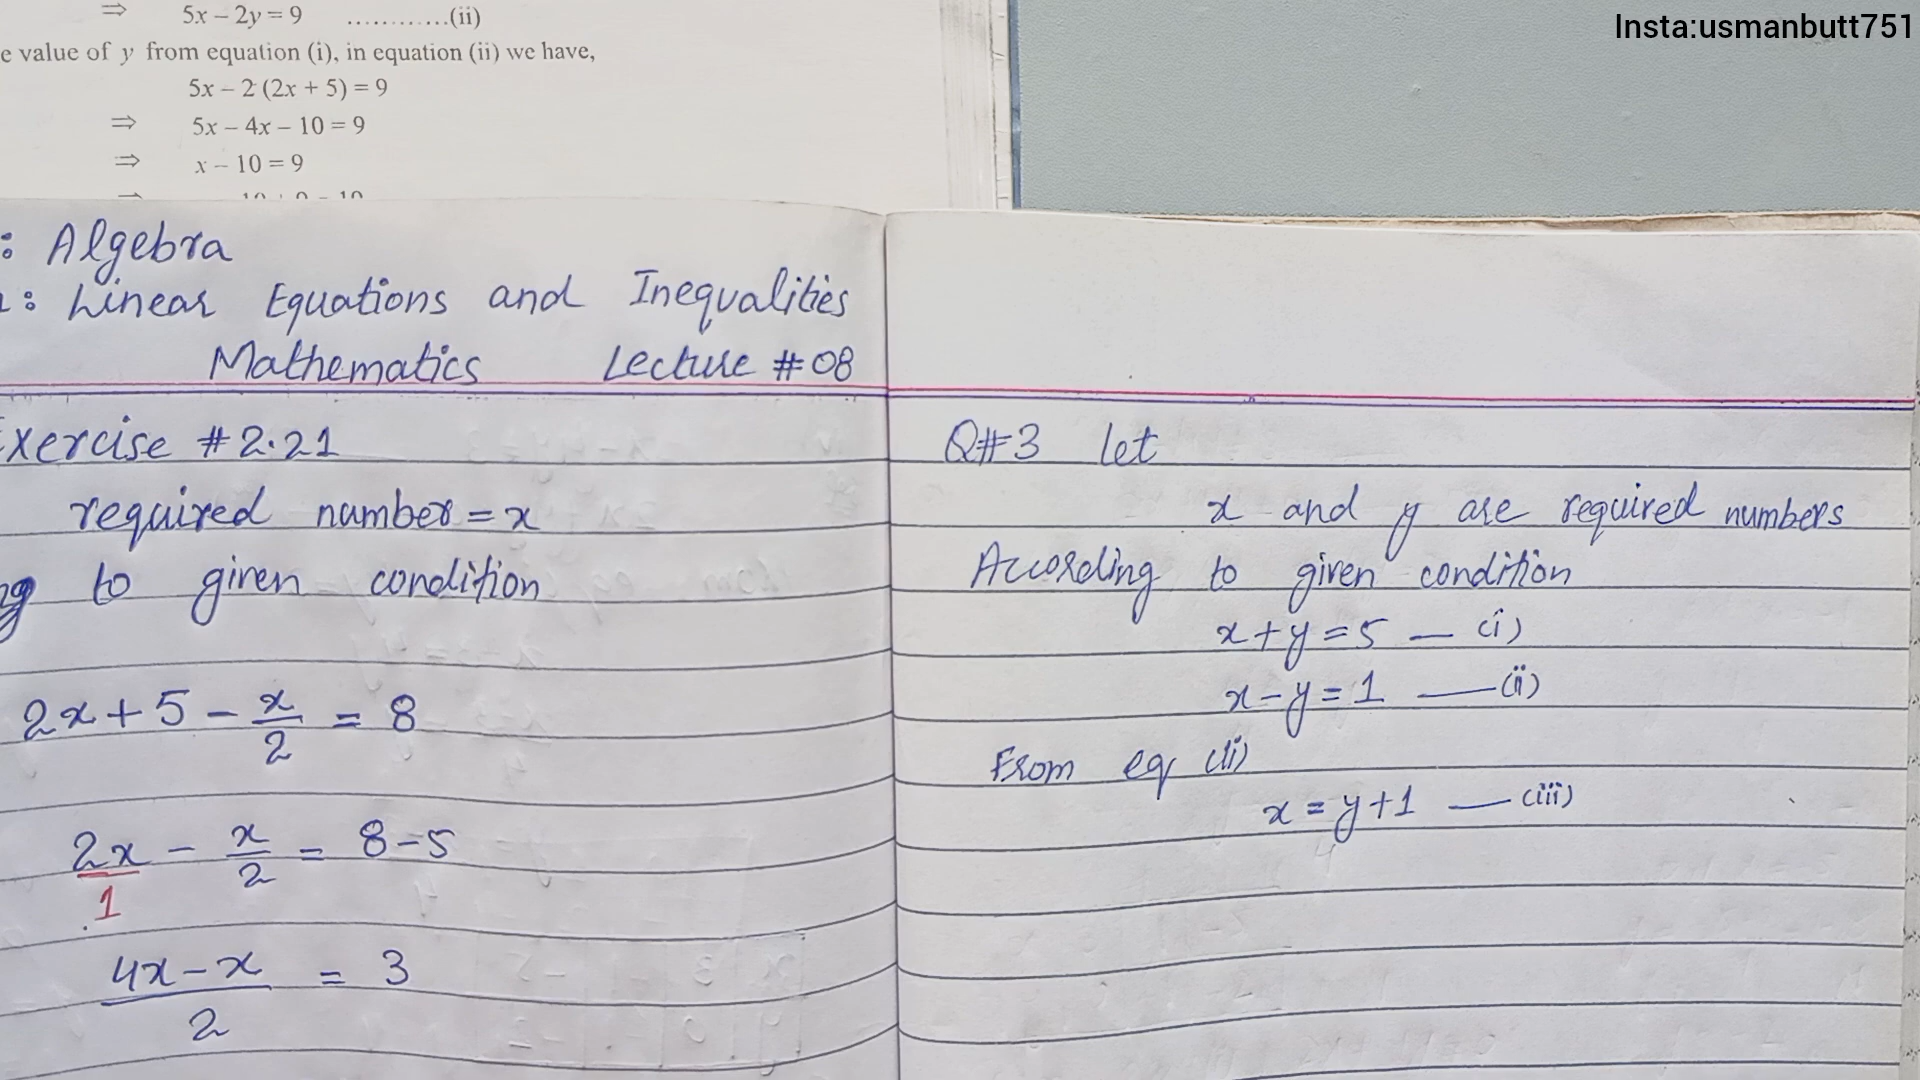 ⇒ 5x – 2y = 9 …………(ii)
e value of y from equation (i), in equation (ii) we have,
5x – 2 (2x + 5) = 9
⇒ 5x – 4x – 10 = 9
⇒ x – 10 = 9
Insta:usmanbutt751
: Algebra
: Linear Equations and Inequalities
Mathematics Lecture #08
Exercise #2.21
required number = x
to given condition
2x + 5 - x/2 = 8
2x/1 - x/2 = 8-5
4x-x/2 = 3
Q#3 let
x and y are required numbers
According to given condition
x+y=5 — (i)
x-y=1 — (ii)
From eq (ii)
x = y+1 — (iii)